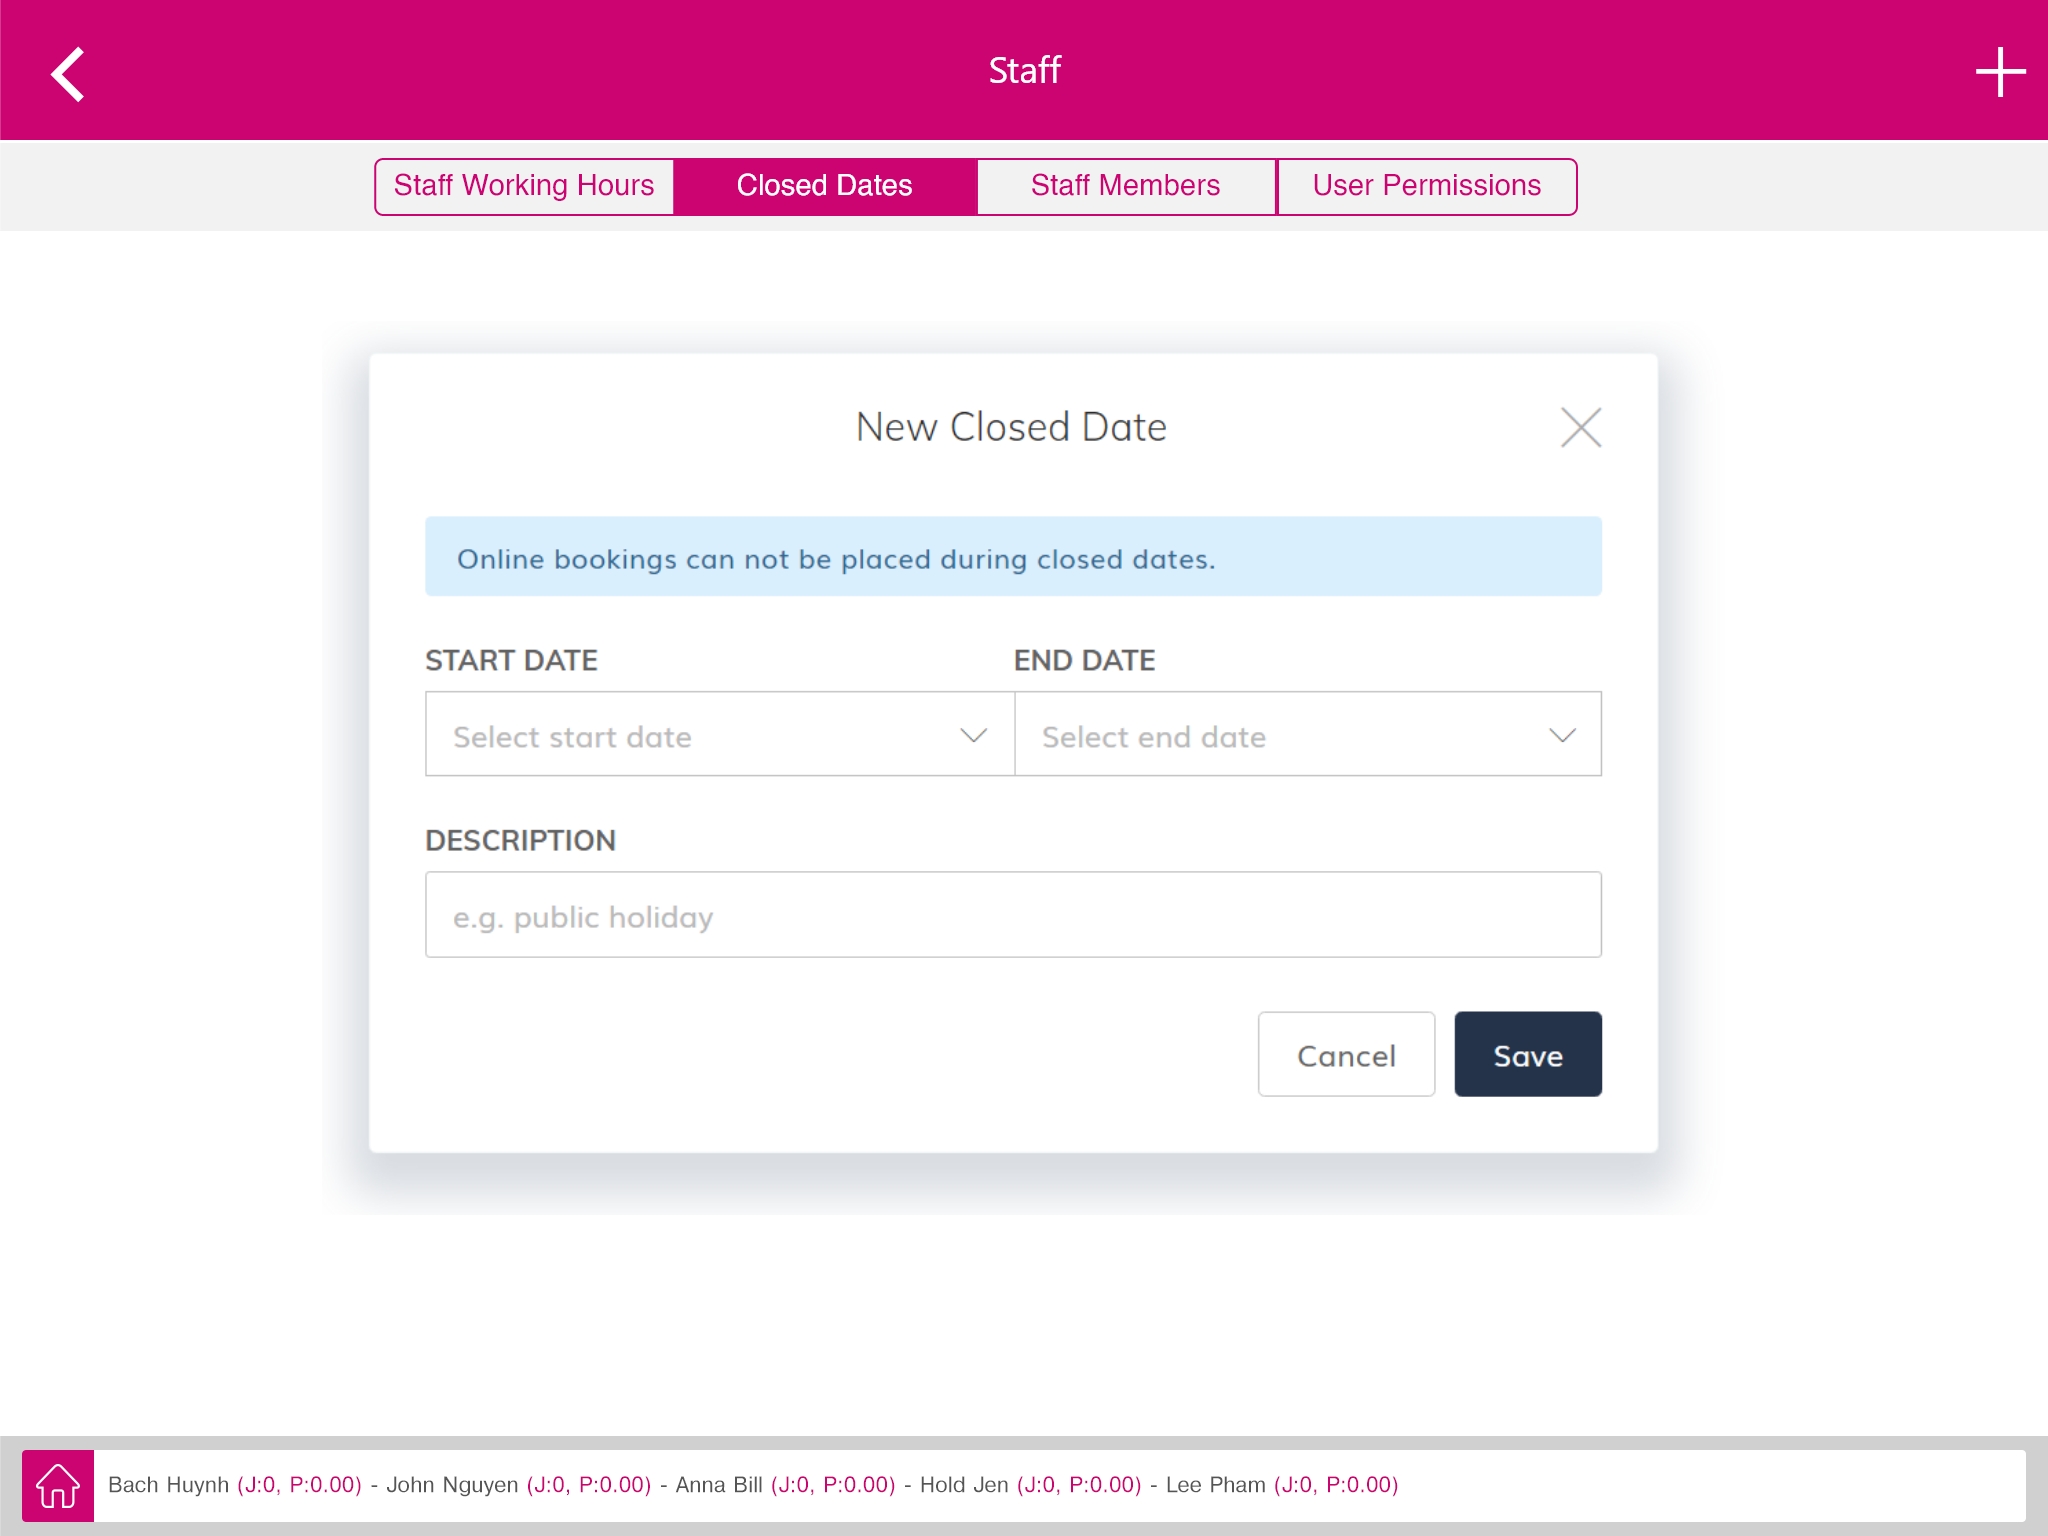 Staff
Staff Working Hours
Closed Dates
Staff Members
User Permissions
New Closed Date
Online bookings can not be placed during closed dates.
START DATE
END DATE
Select start date
Select end date
DESCRIPTION
e.g. public holiday
Cancel
Save
Bach Huynh (J:0, P:0.00) - John Nguyen (J:0, P:0.00) - Anna Bill (J:0, P:0.00) - Hold Jen (J:0, P:0.00) - Lee Pham (J:0, P:0.00)